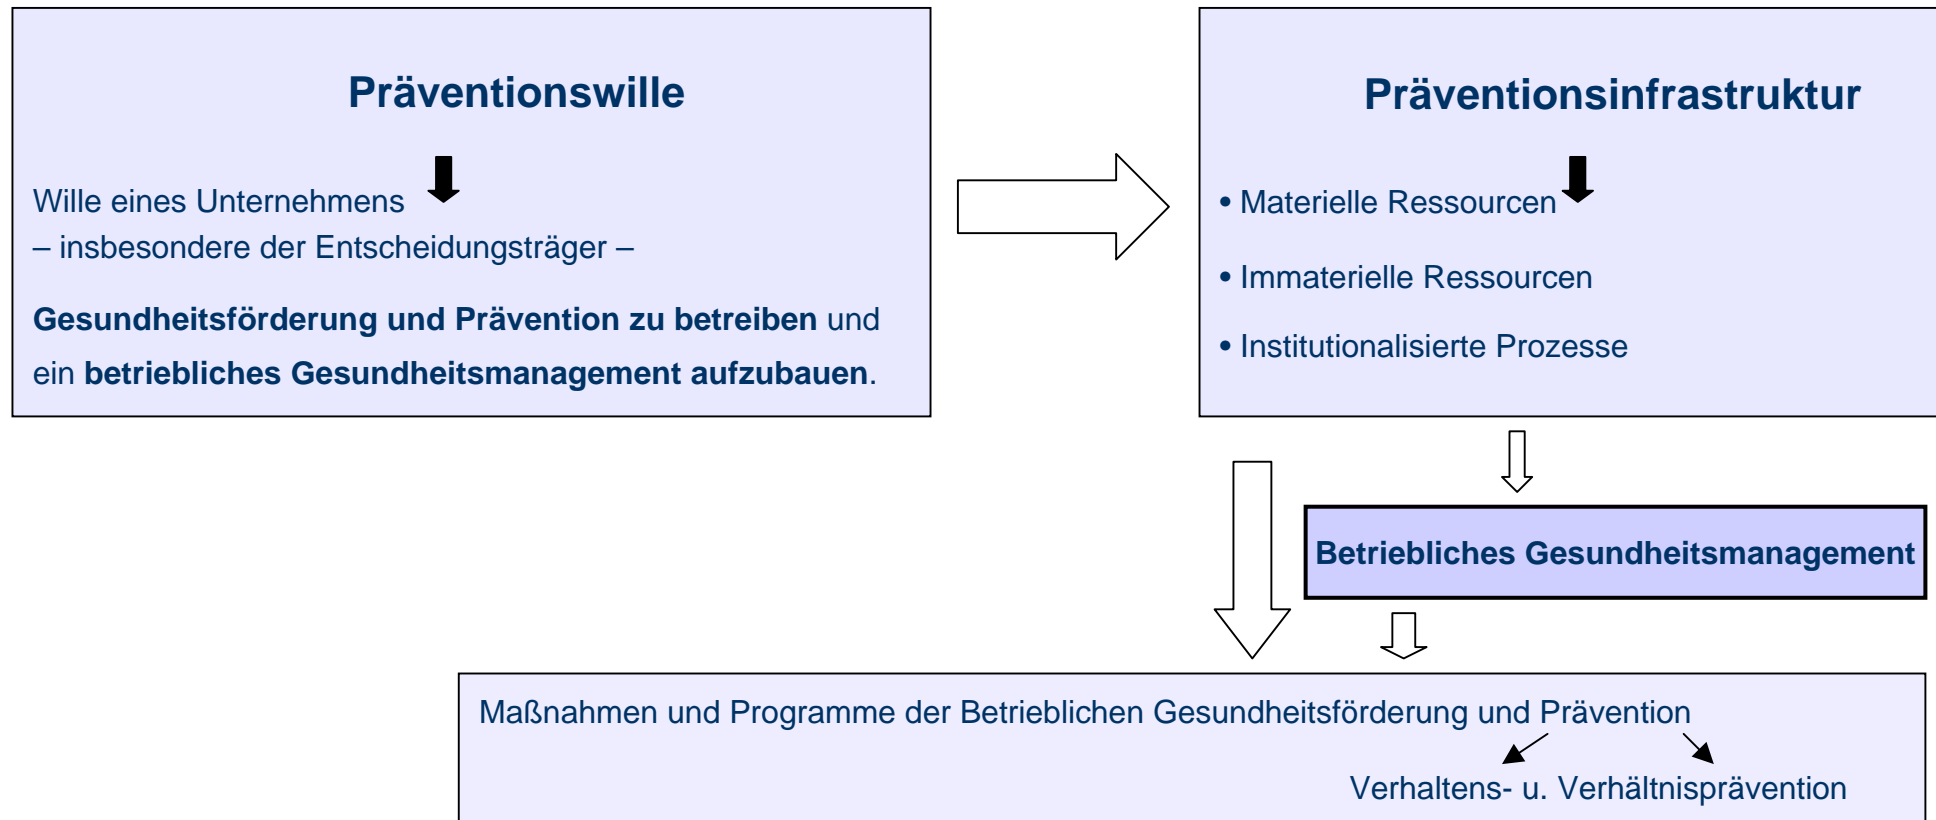 Präventionswille
Wille eines Unternehmens
– insbesondere der Entscheidungsträger –
Gesundheitsförderung und Prävention zu betreiben und
ein betriebliches Gesundheitsmanagement aufzubauen.
Präventionsinfrastruktur
• Materielle Ressourcen
• Immaterielle Ressourcen
• Institutionalisierte Prozesse
Betriebliches Gesundheitsmanagement
Maßnahmen und Programme der Betrieblichen Gesundheitsförderung und Prävention
Verhaltens- u. Verhältnisprävention